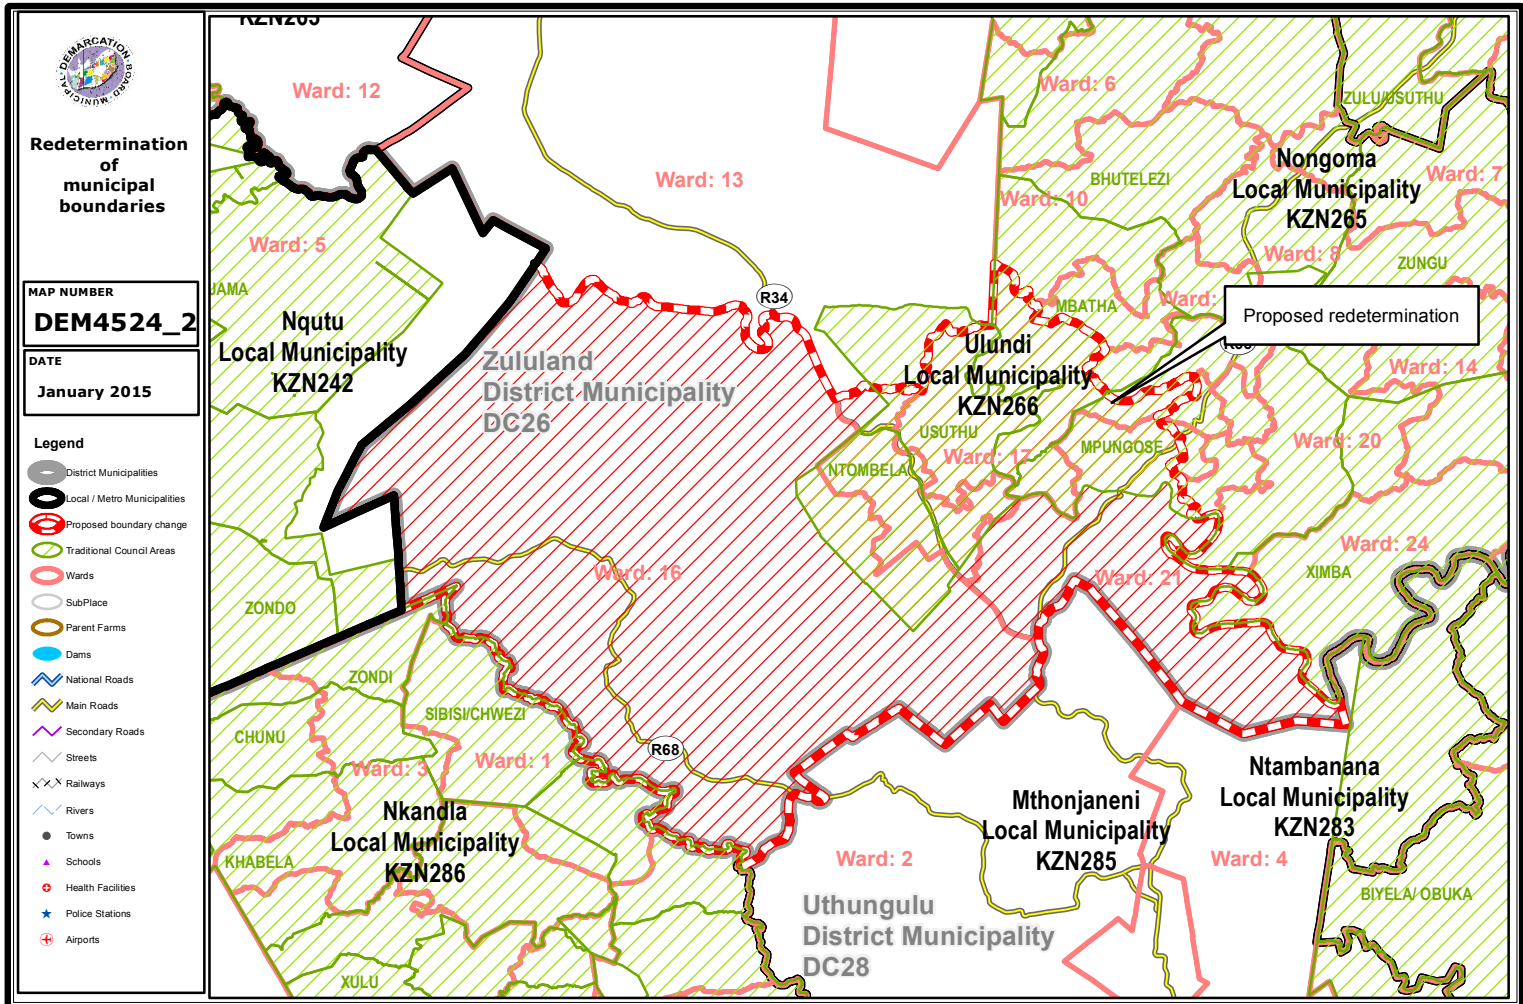 MUNICIPAL DEMARCATION BOARD
Redetermination
of
municipal
boundaries
MAP NUMBER
DEM4524_2
DATE
January 2015
Legend
District Municipalities
Local / Metro Municipalities
Proposed boundary change
Traditional Council Areas
Wards
SubPlace
Parent Farms
Dams
National Roads
Main Roads
Secondary Roads
Streets
Railways
Rivers
Towns
Schools
Health Facilities
Police Stations
Airports
KZN263
Ward: 12
Ward: 13
Ward: 6
ZULU/USUTHU
Nongoma
Local Municipality
KZN265
Ward: 7
BHUTELEZI
Ward: 10
Ward: 5
Ward: 8
ZUNGU
JAMA
R34
MBATHA
Ward:
Proposed redetermination
Nqutu
Local Municipality
KZN242
Zululand
District Municipality
DC26
Ulundi
Local Municipality
KZN266
Ward: 14
USUTHU
Ward: 17
MPUNGOSE
Ward: 20
NTOMBELA
Ward: 24
XIMBA
Ward: 16
Ward: 21
ZONDO
ZONDI
SIBISI/CHWEZI
CHUNU
Ward: 3
Ward: 1
R68
Nkandla
Local Municipality
KZN286
KHABELA
Mthonjaneni
Local Municipality
KZN285
Ntambanana
Local Municipality
KZN283
Ward: 2
Ward: 4
BIYELA/ OBUKA
Uthungulu
District Municipality
DC28
XULU